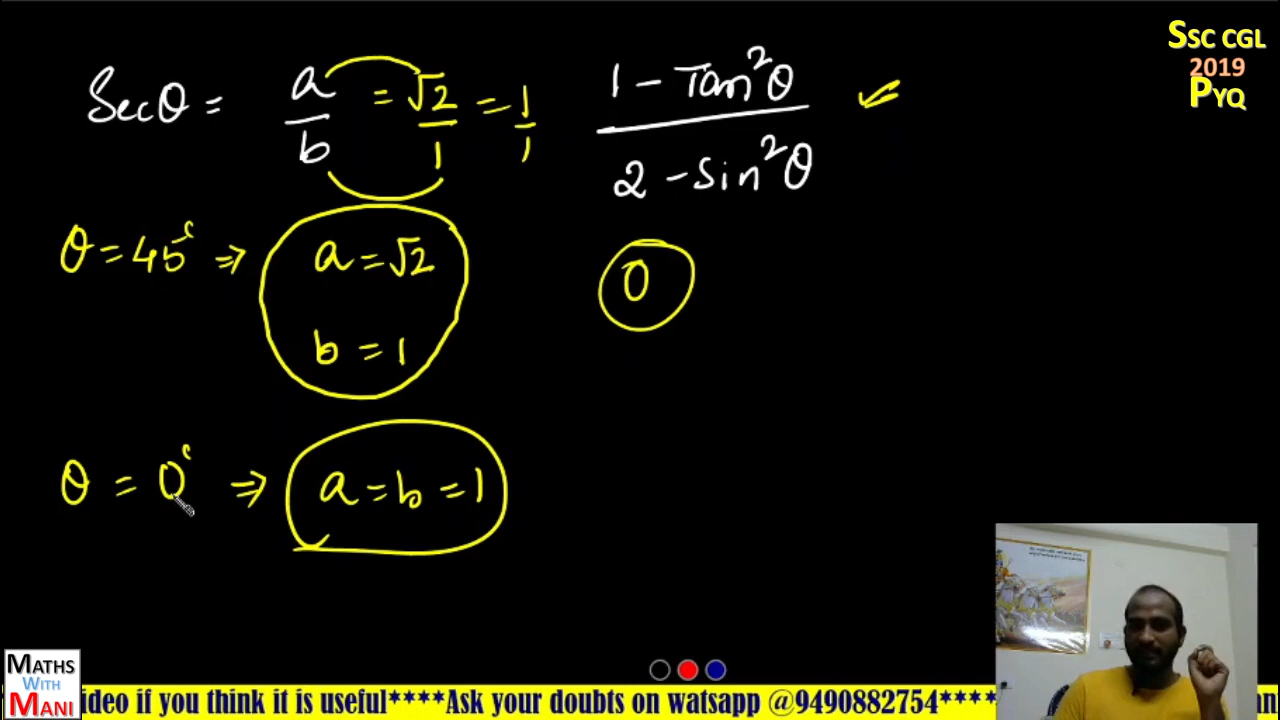 SSC CGL
2019
PYQ
Secθ = a/b = √2/1 = 1/1
1 - Tan²θ / 2 - Sin²θ
θ = 45° ⇒ a = √2
b = 1
0
θ = 0° ⇒ a = b = 1
MATHS
WITH
MANI
ideo if you think it is useful****Ask your doubts on watsapp @9490882754****